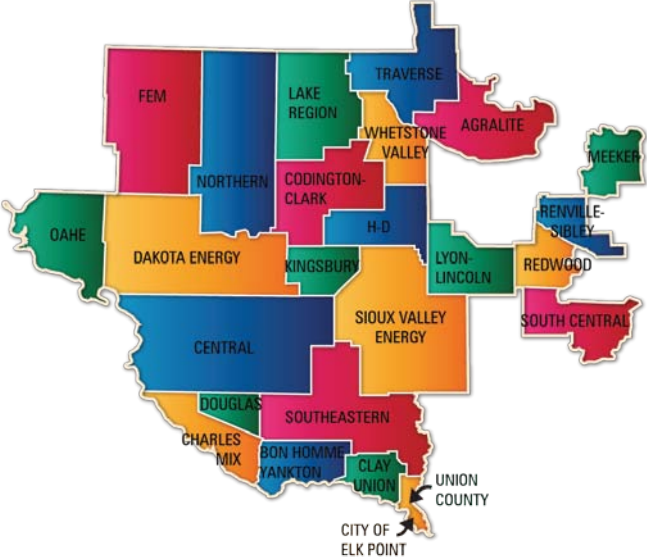 TRAVERSE
FEM
LAKE
REGION
AGRALITE
WHETSTONE
VALLEY
MEEKER
NORTHERN
CODINGTON-
CLARK
RENVILLE-
SIBLEY
OAHE
H-D
DAKOTA ENERGY
KINGSBURY
LYON-
LINCOLN
REDWOOD
SIOUX VALLEY
ENERGY
SOUTH CENTRAL
CENTRAL
DOUGLAS
SOUTHEASTERN
CHARLES
MIX
BON HOMME
YANKTON
CLAY
UNION
UNION
COUNTY
CITY OF
ELK POINT